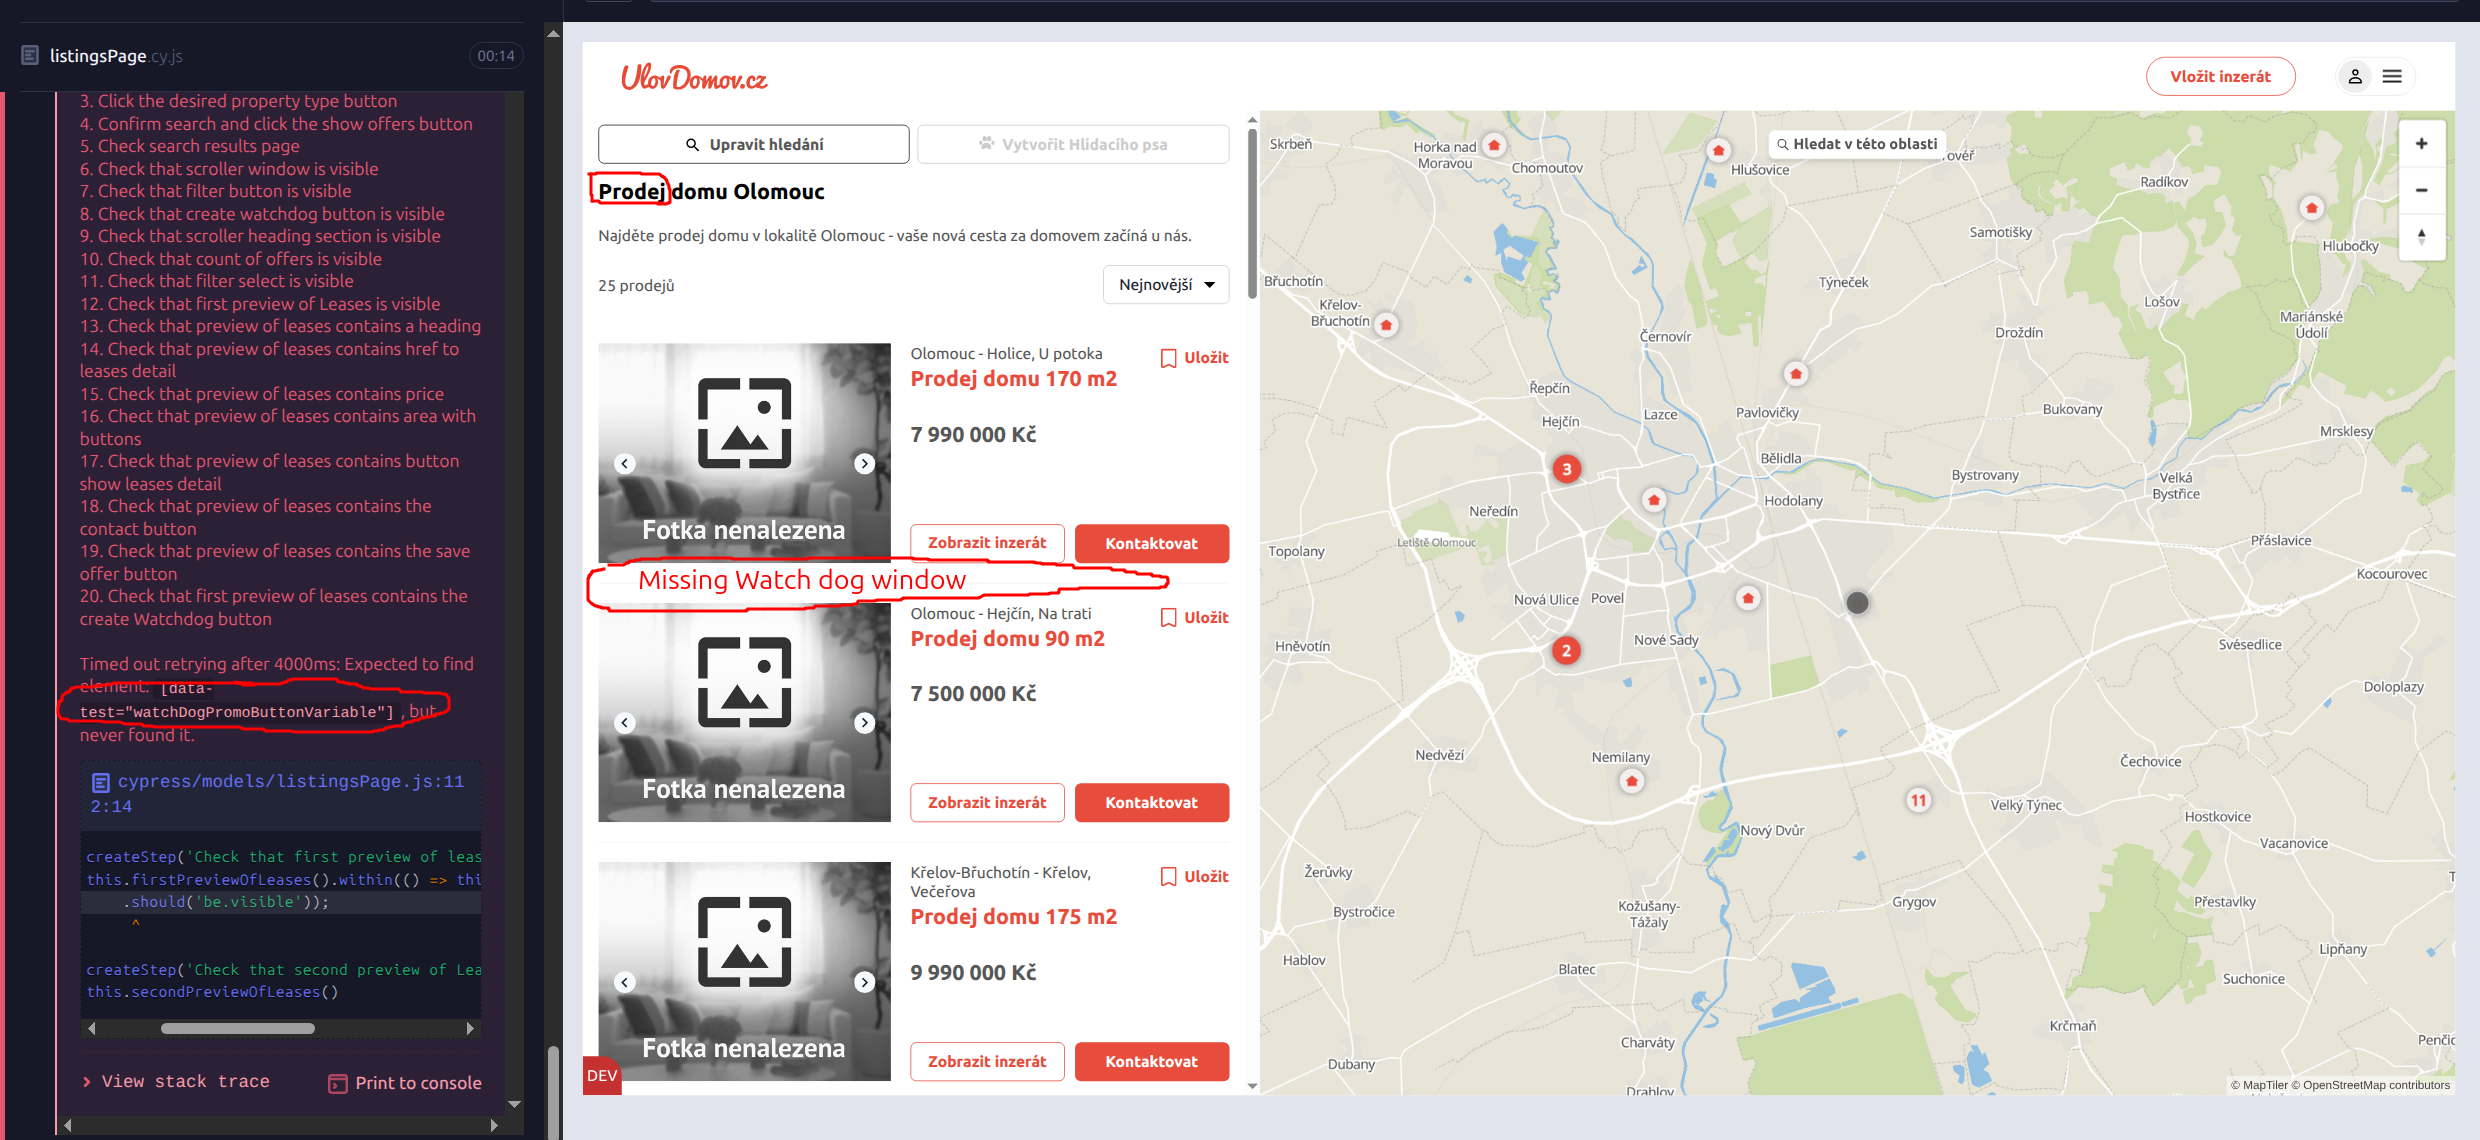 listingsPage.cy.js
00:14
3. Click the desired property type button
4. Confirm search and click the show offers button
5. Check search results page
6. Check that scroller window is visible
7. Check that filter button is visible
8. Check that create watchdog button is visible
9. Check that scroller heading section is visible
10. Check that count of offers is visible
11. Check that filter select is visible
12. Check that first preview of Leases is visible
13. Check that preview of leases contains a heading
14. Check that preview of leases contains href to
leases detail
15. Check that preview of leases contains price
16. Chect that preview of leases contains area with
buttons
17. Check that preview of leases contains button
show leases detail
18. Check that preview of leases contains the
contact button
19. Check that preview of leases contains the save
offer button
20. Check that first preview of leases contains the
create Watchdog button
Timed out retrying after 4000ms: Expected to find
element: [data-
test="watchDogPromoButtonVariable"], but
never found it.
cypress/models/listingsPage.js:11
2:14
createStep('Check that first preview of leas
this.firstPreviewOfLeases().within(() => thi
.should('be.visible'));
^
createStep('Check that second preview of Lea
this.secondPreviewOfLeases()
> View stack trace
Print to console
UlovDomov.cz
Vložit inzerát
Upravit hledání
Vytvořit Hlídacího psa
Prodej domu Olomouc
Najděte prodej domu v lokalitě Olomouc - vaše nová cesta za domovem začíná u nás.
25 prodejů
Nejnovější
Olomouc - Holice, U potoka
Uložit
Prodej domu 170 m2
7 990 000 Kč
Fotka nenalezena
Zobrazit inzerát
Kontaktovat
Missing Watch dog window
Olomouc - Hejčín, Na trati
Uložit
Prodej domu 90 m2
7 500 000 Kč
Fotka nenalezena
Zobrazit inzerát
Kontaktovat
Křelov-Břuchotín - Křelov,
Večeřova
Uložit
Prodej domu 175 m2
9 990 000 Kč
Fotka nenalezena
Zobrazit inzerát
Kontaktovat
DEV
Hledat v této oblasti
Skrbeň
Horka nad
Moravou
Chomoutov
Hlušovice
ověř
Radíkov
Samotišky
Hlubočky
Břuchotín
Týneček
Křelov-
Břuchotín
Lošov
Mariánské
Údolí
Černovír
Droždín
Řepčín
Lazce
Pavlovičky
Bukovany
Hejčín
Mrsklesy
Bělidla
3
Bystrovany
Velká
Bystřice
Hodolany
Neředín
Letiště Olomouc
Topolany
Přáslavice
Kocourovec
Nová Ulice
Povel
Nové Sady
Hněvotín
2
Svésedlice
Doloplazy
Nedvězí
Nemilany
Čechovice
11
Velký Týnec
Hostkovice
Nový Dvůr
Vacanovice
Žerůvky
Bystročice
Kožušany-
Tážaly
Grygov
Přestavlky
T
Hablov
Blatec
Lipňany
Suchonice
Krčmaň
Charváty
Penčic
Dubany
Drahlov
© MapTiler © OpenStreetMap contributors